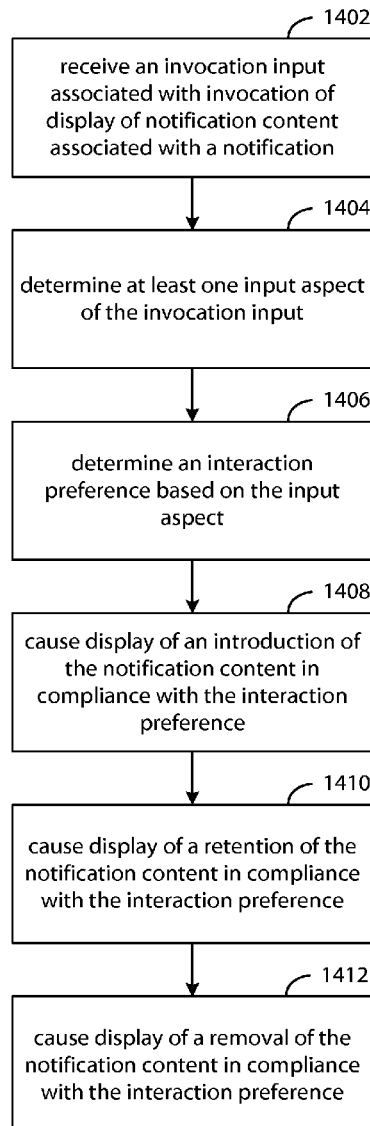 1402
receive an invocation input
associated with invocation of
display of notification content
associated with a notification
1404
determine at least one input aspect
of the invocation input
1406
determine an interaction
preference based on the input
aspect
1408
cause display of an introduction of
the notification content in
compliance with the interaction
preference
1410
cause display of a retention of the
notification content in compliance
with the interaction preference
1412
cause display of a removal of the
notification content in compliance
with the interaction preference